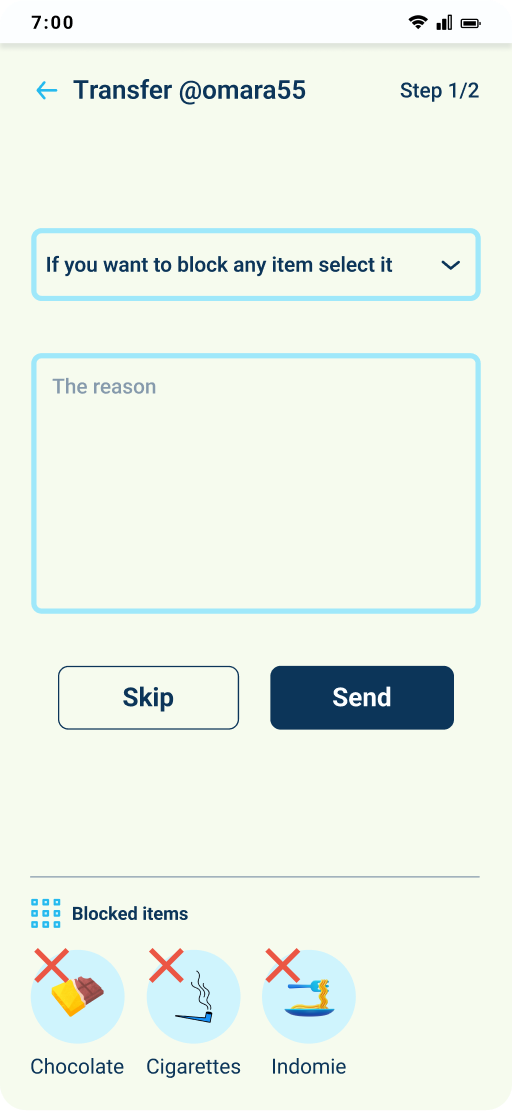 7:00
Transfer @omara55
Step 1/2
If you want to block any item select it
The reason
Skip
Send
Blocked items
Chocolate
Cigarettes
Indomie